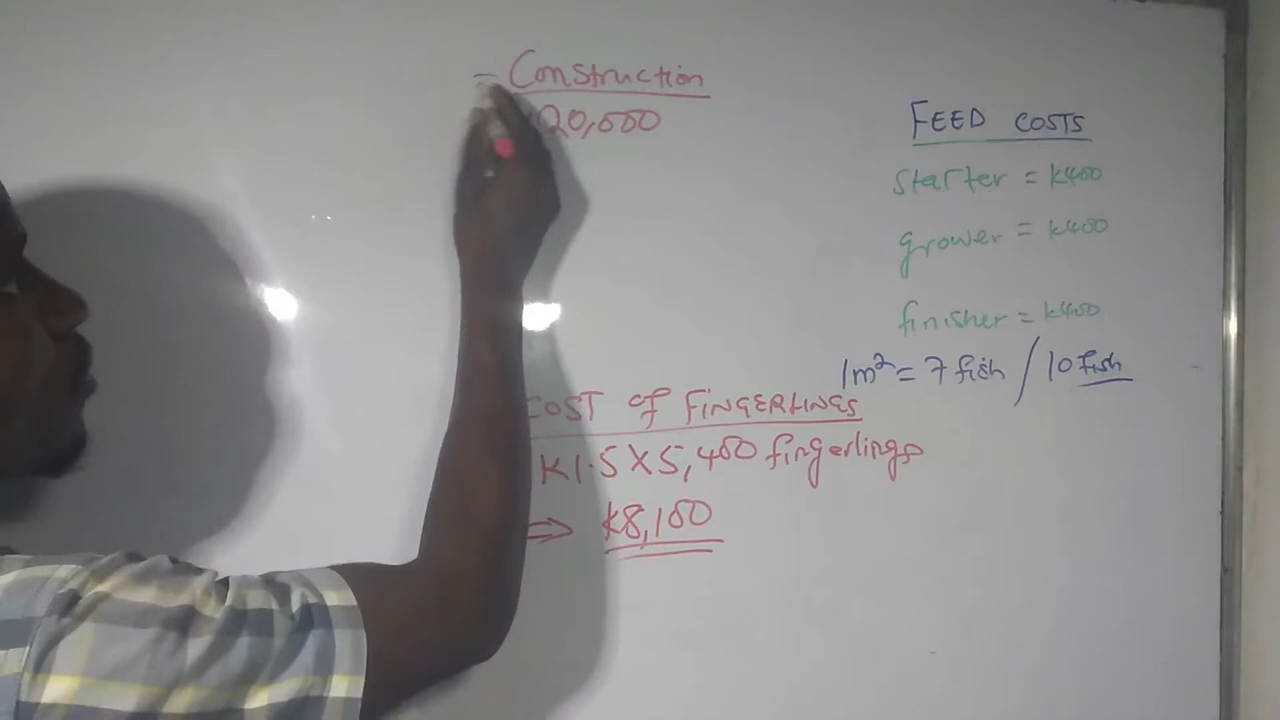 - Construction
20,000
FEED COSTS
starter = K400
grower = K400
finisher = K400
1m² = 7 fish / 10 fish
COST of FINGERLINGS
K1.5 X 5,400 fingerlings
⇒ K8,100